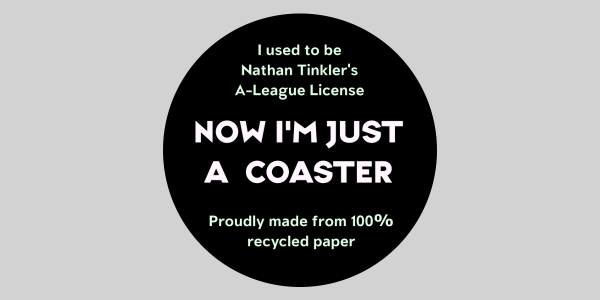 I used to be
Nathan Tinkler's
A-League License
NOW I'M JUST
A COASTER
Proudly made from 100%
recycled paper